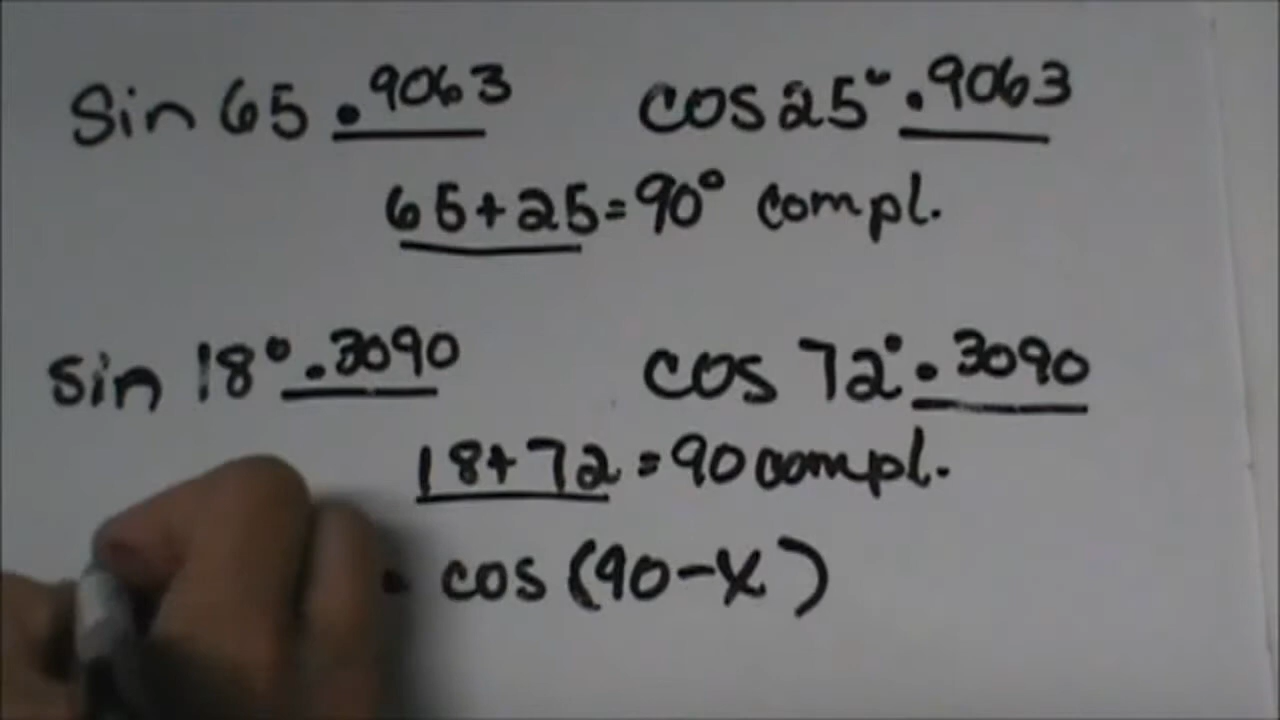 Sin 65 .9063 cos 25° .9063
65+25=90° compl.
sin 18° .3090 cos 72° .3090
18+72=90 compl.
cos (90-x)